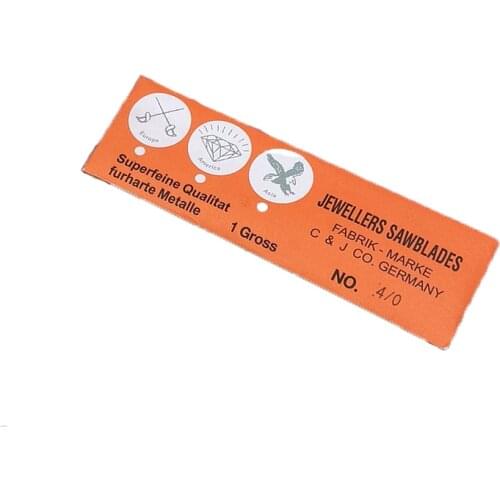 Europe
America
Asia
Superfeine Qualitat
furharte Metalle
1 Gross
JEWELLERS SAWBLADES
FABRIK - MARKE
C & J CO. GERMANY
NO. 4/0